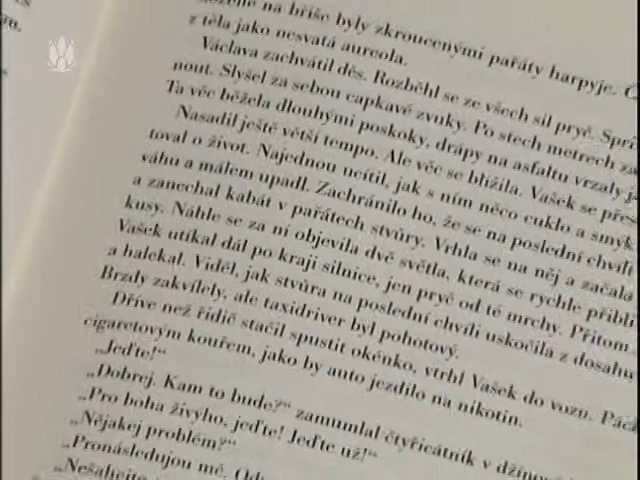 na břiše byly zkroucenými pařáty harpyje.
z těla jako nesvatá aureola.
Václava zachvátil děs. Rozběhl se ze všech sil pryč.
nout. Slyšel za sebou capkavé zvuky. Po stech metrech
Ta věc běžela dlouhými poskoky, drápy na asfaltu vrzaly
Nasadil ještě větší tempo. Ale věc se blížila. Vašek se
toval o život. Najednou ucítil, jak s ním něco cuklo a
váhu a málem upadl. Zachránilo ho, že se na poslední chvíli
a zanechal kabát v pařátech stvůry. Vrhla se na něj a začala
kusy. Náhle se za ní objevila dvě světla, která se rychle
Vašek utíkal dál po kraji silnice, jen pryč od té mrchy. Přitom
a halekal. Viděl, jak stvůra na poslední chvíli uskočila z dosahu
Brzdy zakvílely, ale taxidriver byl pohotový.
Dříve než řidič stačil spustit okénko, vtrhl Vašek do vozu.
cigaretovým kouřem, jako by auto jezdilo na nikotin.
„Jeďte!“
„Dobrej. Kam to bude?“ zamumlal čtyřicátník v
„Pro boha živýho, jeďte! Jeďte už!“
„Nějakej problém?“
„Pronásledujou mě.
„Nešahejte